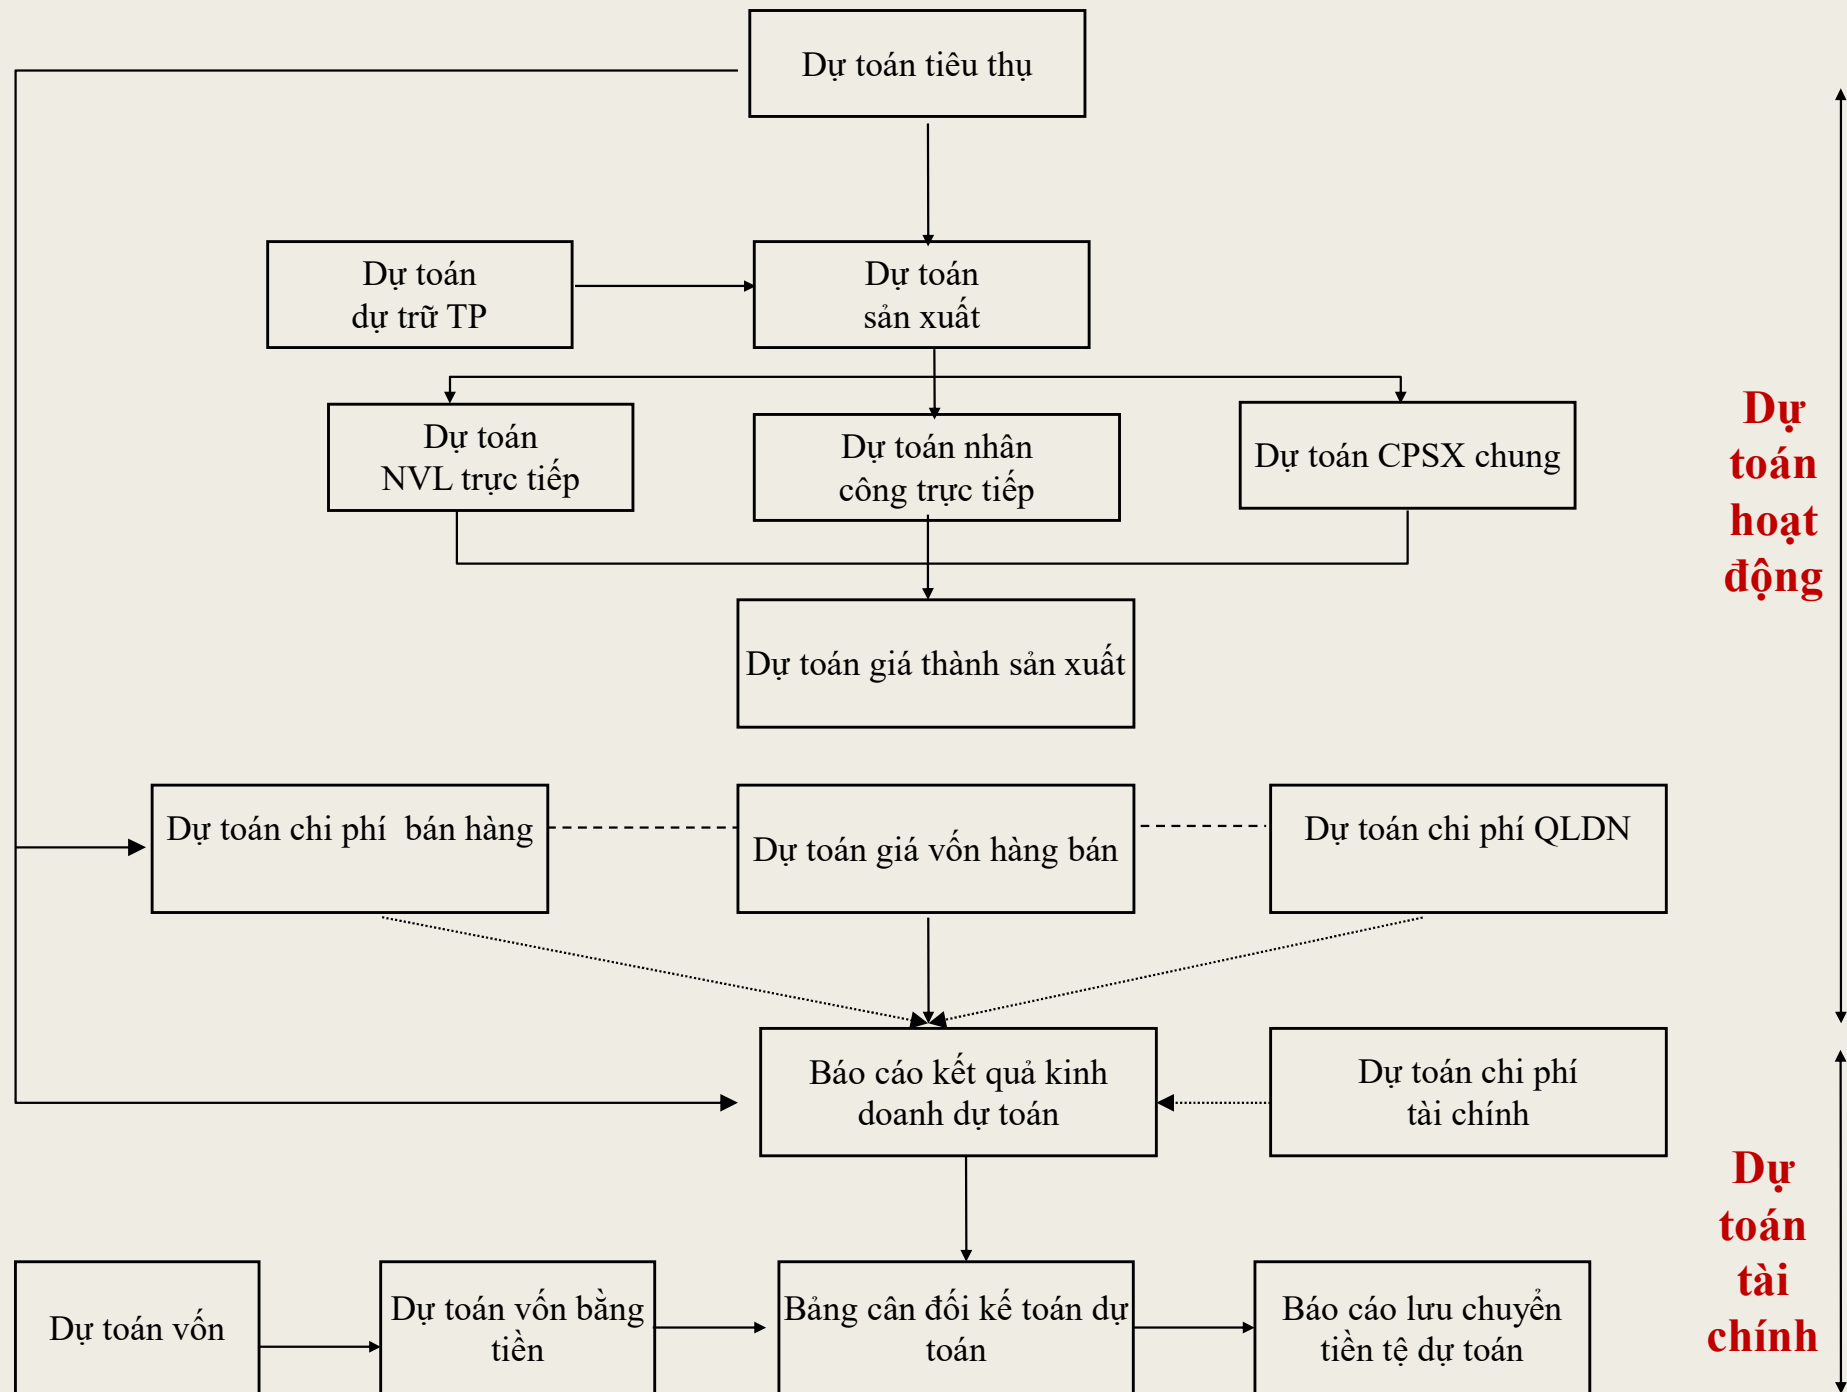 Dự toán tiêu thụ
Dự toán
dự trữ TP
Dự toán
sản xuất
Dự toán
NVL trực tiếp
Dự toán nhân
công trực tiếp
Dự toán CPSX chung
Dự
toán
hoạt
động
Dự toán giá thành sản xuất
Dự toán chi phí  bán hàng
Dự toán giá vốn hàng bán
Dự toán chi phí QLDN
Báo cáo kết quả kinh
doanh dự toán
Dự toán chi phí
tài chính
Dự
toán
tài
chính
Dự toán vốn
Dự toán vốn bằng
tiền
Bảng cân đối kế toán dự
toán
Báo cáo lưu chuyển
tiền tệ dự toán